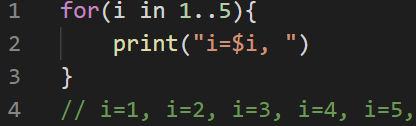 1 for(i in 1..5){
2     print("i=$i, ")
3 }
4 // i=1, i=2, i=3, i=4, i=5,